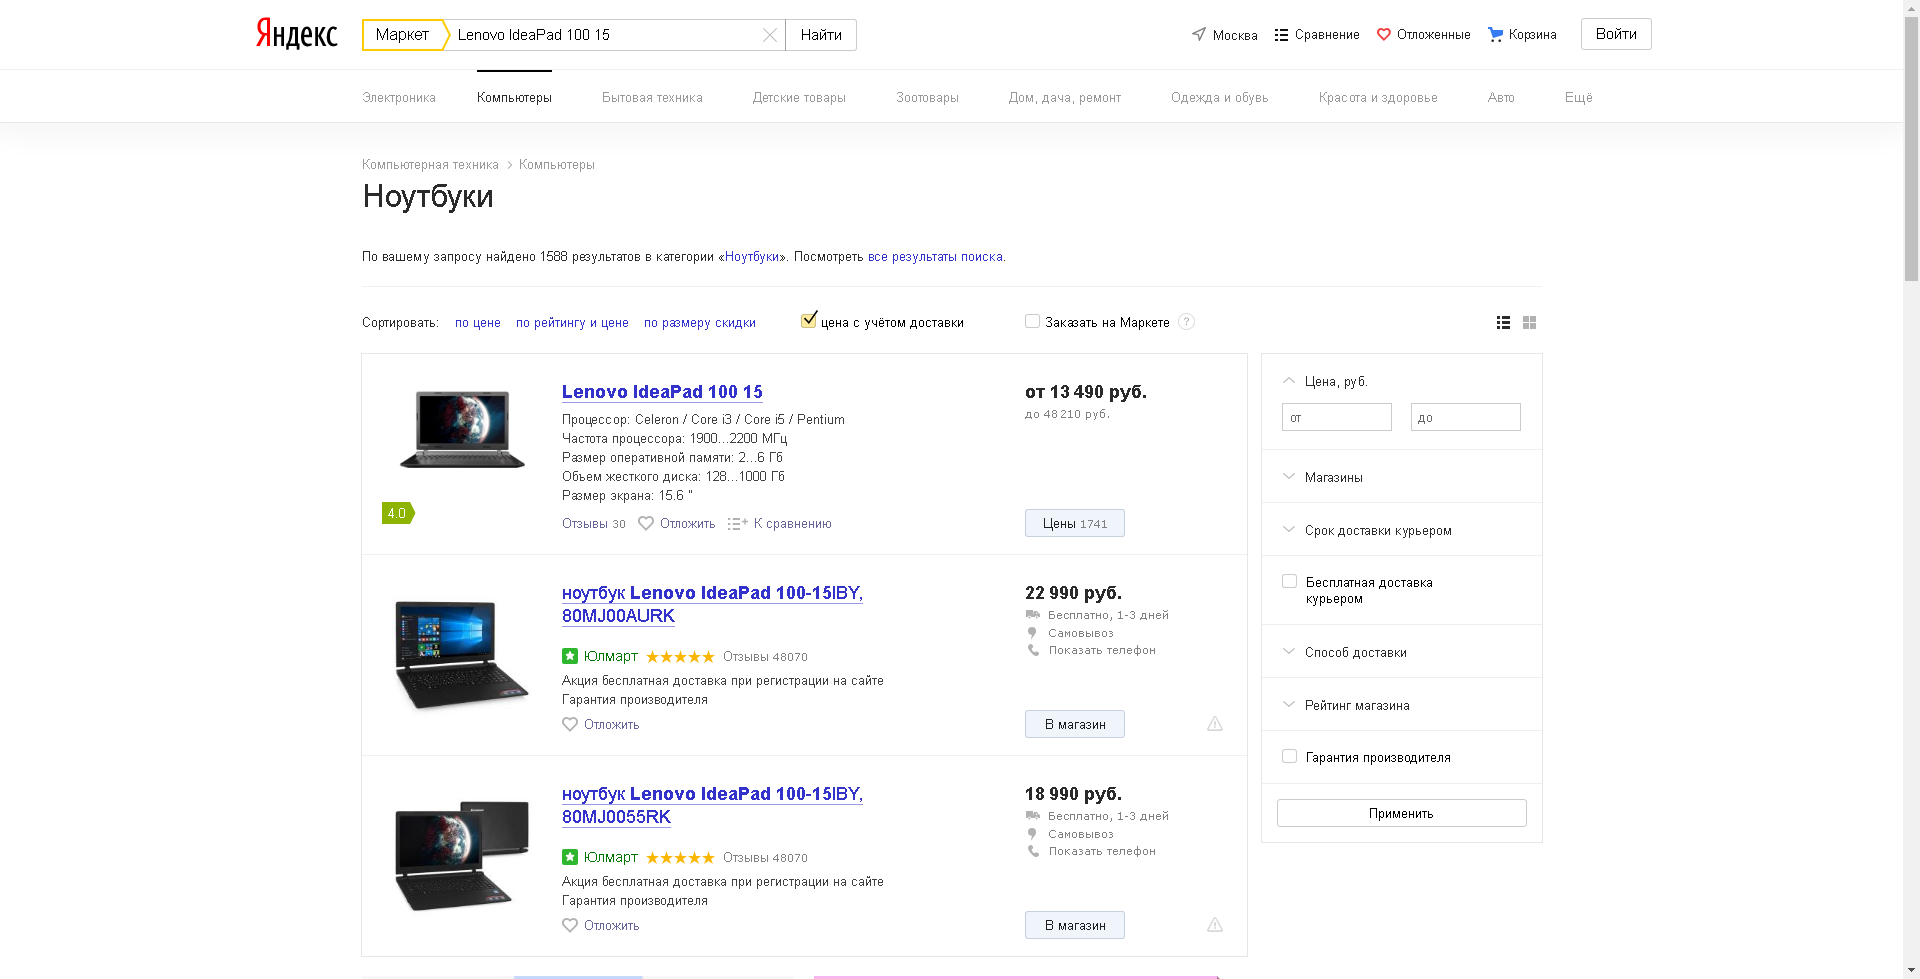 Яндекс
Маркет
Lenovo IdeaPad 100 15
Найти
Москва
Сравнение
Отложенные
Корзина
Войти
Электроника
Компьютеры
Бытовая техника
Детские товары
Зоотовары
Дом, дача, ремонт
Одежда и обувь
Красота и здоровье
Авто
Ещё
Компьютерная техника > Компьютеры
Ноутбуки
По вашему запросу найдено 1588 результатов в категории «Ноутбуки». Посмотреть все результаты поиска.
Сортировать: по цене по рейтингу и цене по размеру скидки
цена с учётом доставки
Заказать на Маркете ?
Lenovo IdeaPad 100 15
Процессор: Celeron / Core i3 / Core i5 / Pentium
Частота процессора: 1900...2200 МГц
Размер оперативной памяти: 2...6 Гб
Объем жесткого диска: 128...1000 Гб
Размер экрана: 15.6 "
4.0
Отзывы 30
Отложить
К сравнению
от 13 490 руб.
до 48 210 руб.
Цены 1741
ноутбук Lenovo IdeaPad 100-15IBY,
80MJ00AURK
Юлмарт
Отзывы 48070
Акция бесплатная доставка при регистрации на сайте
Гарантия производителя
Отложить
22 990 руб.
Бесплатно, 1-3 дней
Самовывоз
Показать телефон
В магазин
ноутбук Lenovo IdeaPad 100-15IBY,
80MJ0055RK
Юлмарт
Отзывы 48070
Акция бесплатная доставка при регистрации на сайте
Гарантия производителя
Отложить
18 990 руб.
Бесплатно, 1-3 дней
Самовывоз
Показать телефон
В магазин
Цена, руб.
от
до
Магазины
Срок доставки курьером
Бесплатная доставка
курьером
Способ доставки
Рейтинг магазина
Гарантия производителя
Применить